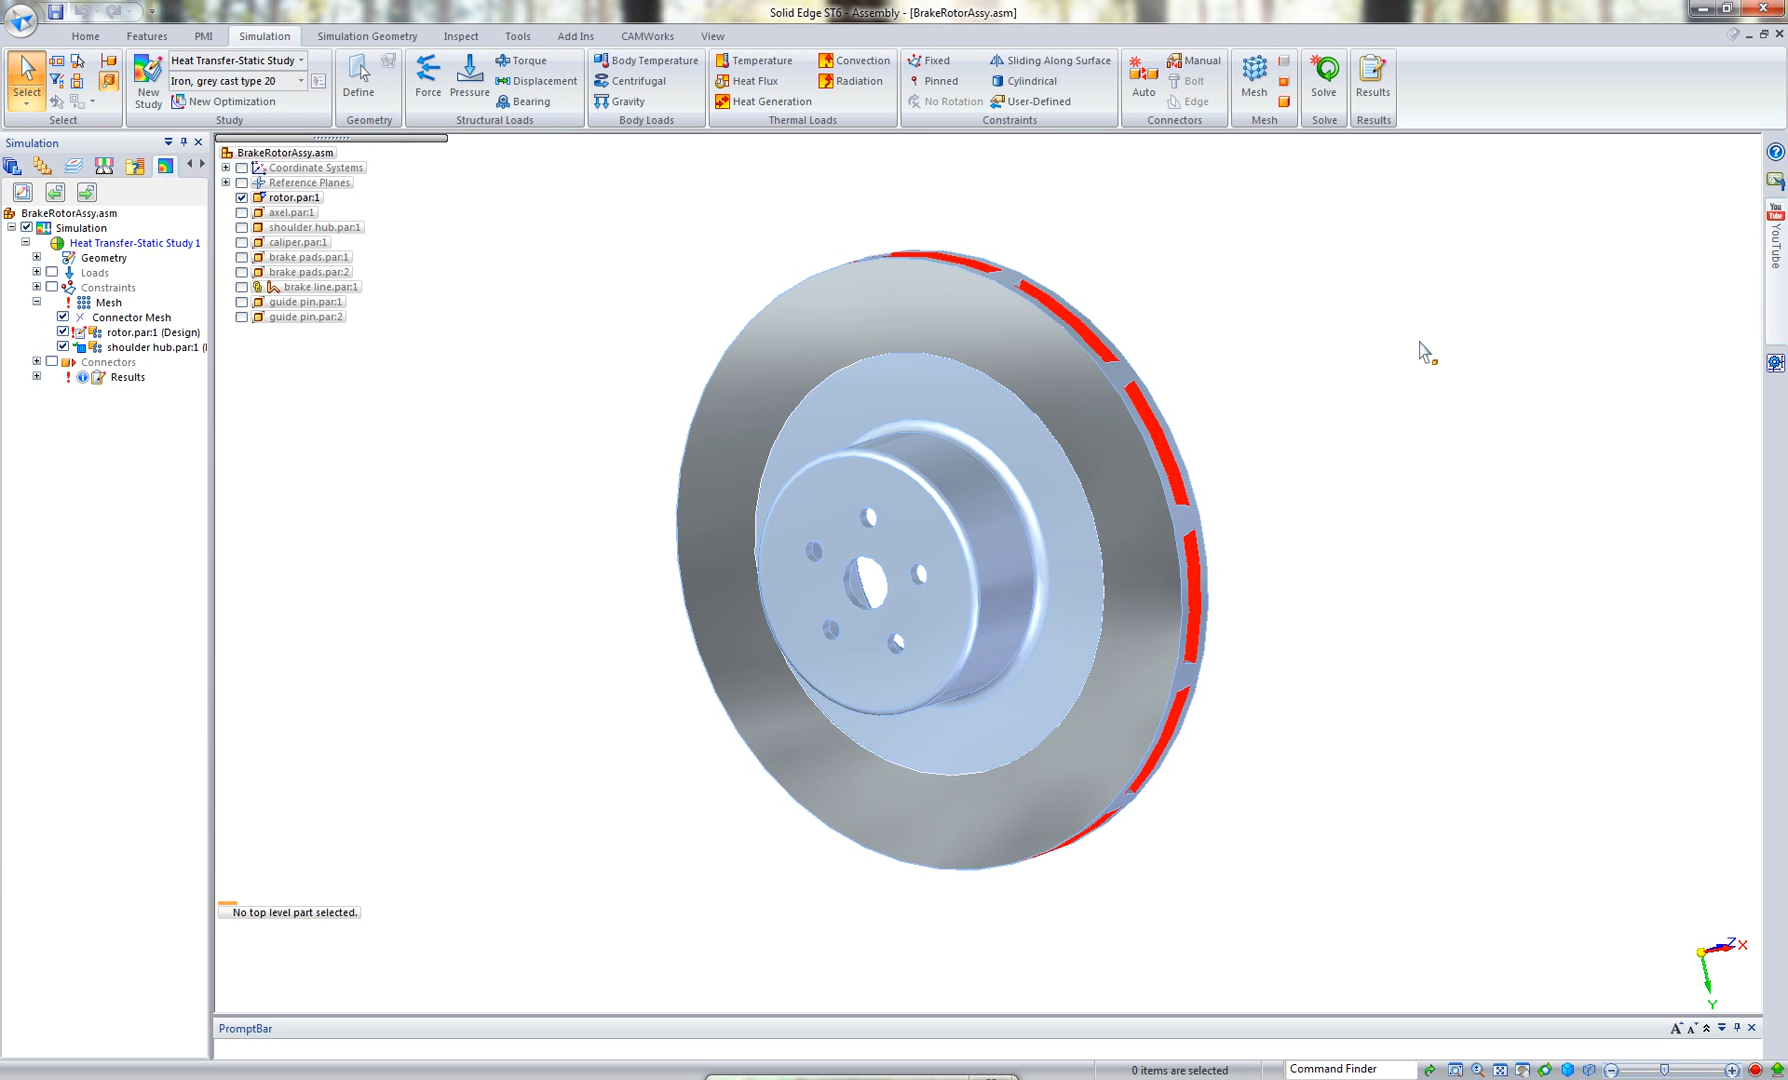 Solid Edge ST6 - Assembly - [BrakeRotorAssy.asm]
Home Features PMI Simulation Simulation Geometry Inspect Tools Add Ins CAMWorks View
Select
Select
New Study
Heat Transfer-Static Study
Iron, grey cast type 20
New Optimization
Study
Define
Geometry
Force
Pressure
Torque
Displacement
Bearing
Structural Loads
Body Temperature
Centrifugal
Gravity
Body Loads
Temperature
Heat Flux
Heat Generation
Convection
Radiation
Thermal Loads
Fixed
Pinned
No Rotation
Sliding Along Surface
Cylindrical
User-Defined
Constraints
Auto
Manual
Bolt
Edge
Connectors
Mesh
Mesh
Solve
Solve
Results
Results
Simulation
BrakeRotorAssy.asm
Simulation
Heat Transfer-Static Study 1
Geometry
Loads
Constraints
Mesh
Connector Mesh
rotor.par:1 (Design)
shoulder hub.par:1 (
Connectors
Results
BrakeRotorAssy.asm
Coordinate Systems
Reference Planes
rotor.par:1
axel.par:1
shoulder hub.par:1
caliper.par:1
brake pads.par:1
brake pads.par:2
brake line.par:1
guide pin.par:1
guide pin.par:2
No top level part selected.
You Tube
YouTube
Z X
Y
PromptBar
A A
0 items are selected
Command Finder